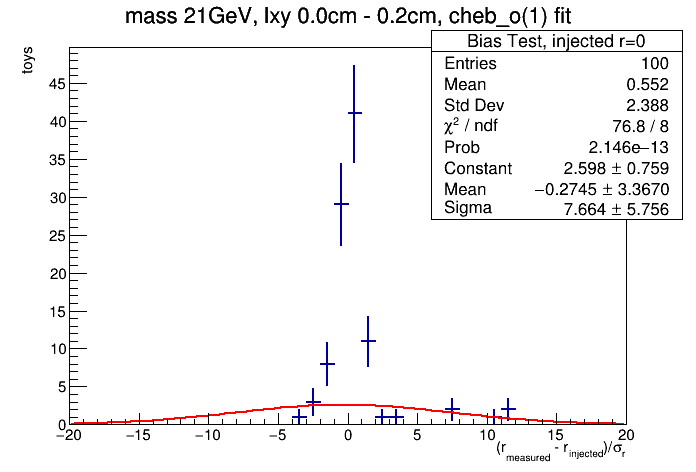 mass 21GeV, lxy 0.0cm - 0.2cm, cheb_o(1) fit
Bias Test, injected r=0
Entries 100
Mean 0.552
Std Dev 2.388
χ² / ndf 76.8 / 8
Prob 2.146e−13
Constant 2.598 ± 0.759
Mean −0.2745 ± 3.3670
Sigma 7.664 ± 5.756
toys
45
40
35
30
25
20
15
10
5
0
−20 −15 −10 −5 0 5 10 15 20
(r_measured - r_injected)/σ_r